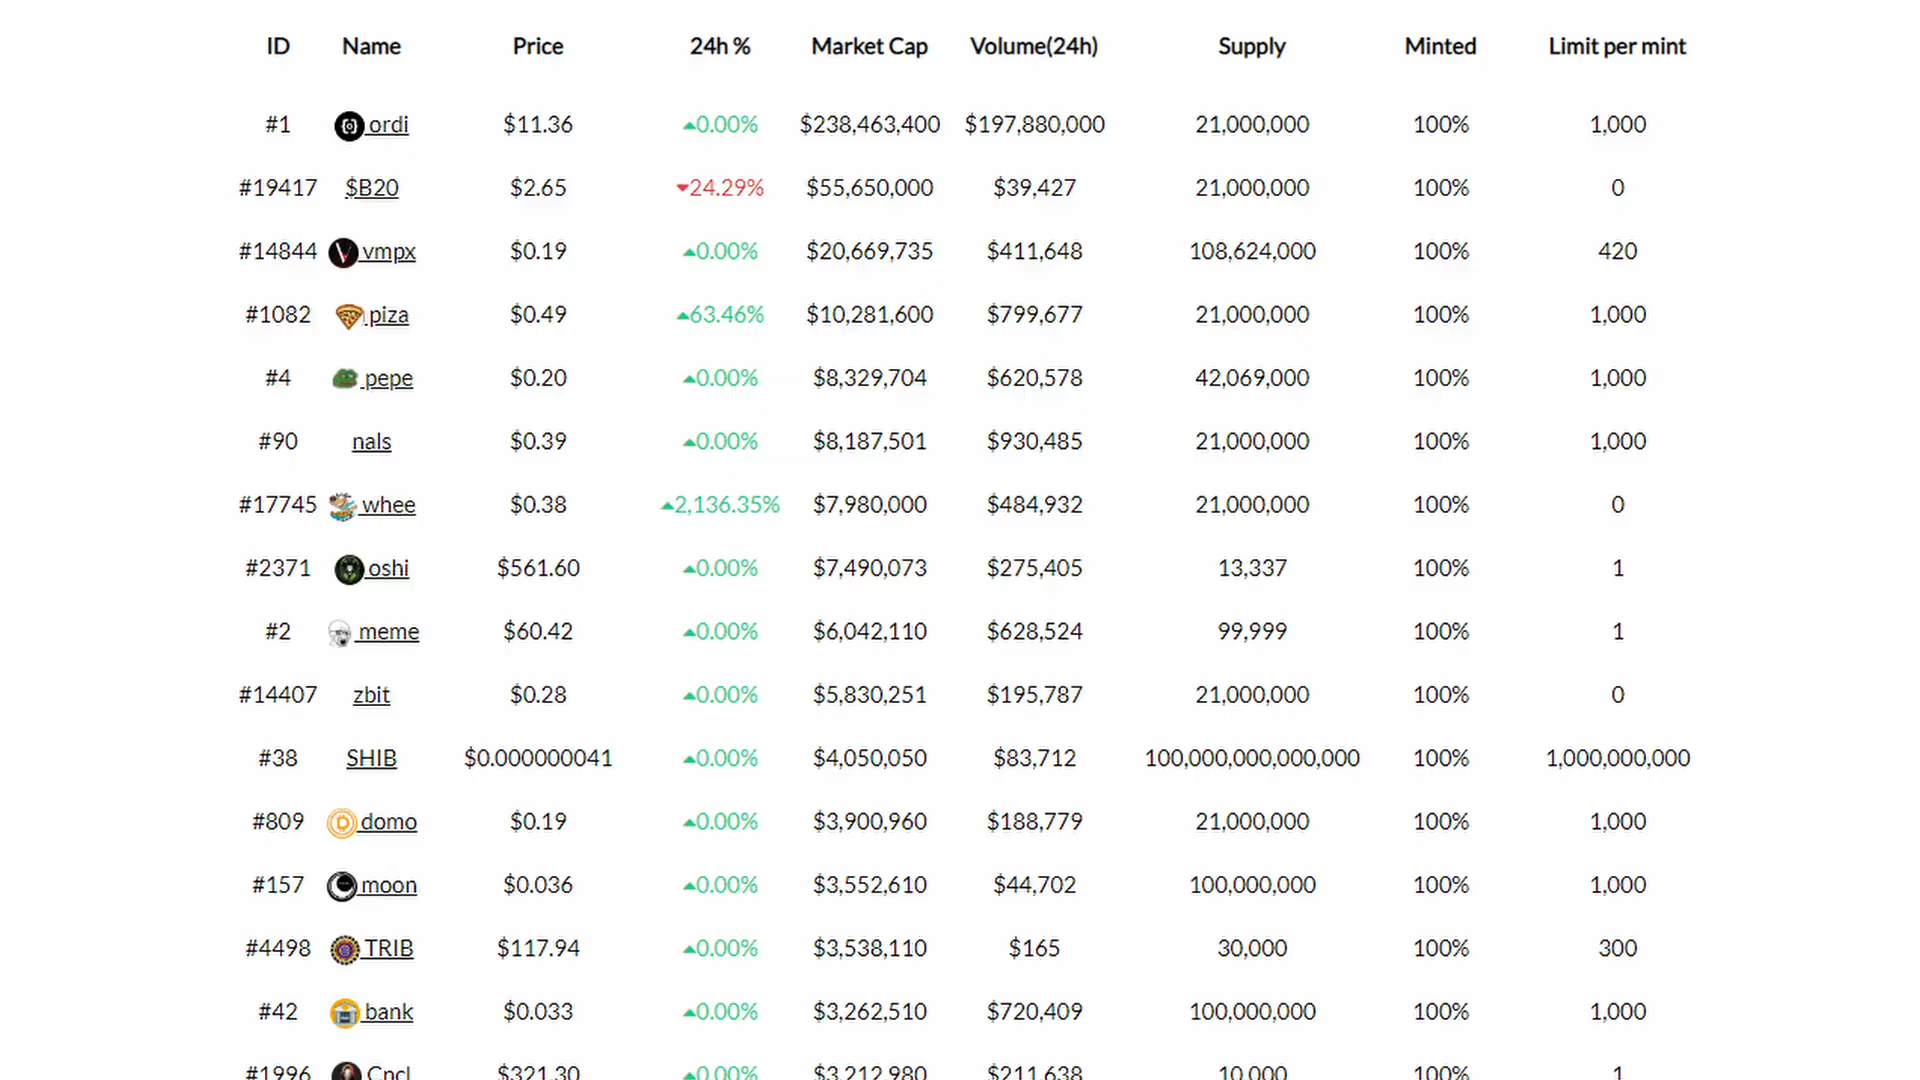 ID Name Price 24h % Market Cap Volume(24h) Supply Minted Limit per mint
#1 ordi $11.36 0.00% $238,463,400 $197,880,000 21,000,000 100% 1,000
#19417 $B20 $2.65 24.29% $55,650,000 $39,427 21,000,000 100% 0
#14844 vmpx $0.19 0.00% $20,669,735 $411,648 108,624,000 100% 420
#1082 piza $0.49 63.46% $10,281,600 $799,677 21,000,000 100% 1,000
#4 pepe $0.20 0.00% $8,329,704 $620,578 42,069,000 100% 1,000
#90 nals $0.39 0.00% $8,187,501 $930,485 21,000,000 100% 1,000
#17745 whee $0.38 2,136.35% $7,980,000 $484,932 21,000,000 100% 0
#2371 oshi $561.60 0.00% $7,490,073 $275,405 13,337 100% 1
#2 meme $60.42 0.00% $6,042,110 $628,524 99,999 100% 1
#14407 zbit $0.28 0.00% $5,830,251 $195,787 21,000,000 100% 0
#38 SHIB $0.000000041 0.00% $4,050,050 $83,712 100,000,000,000,000 100% 1,000,000,000
#809 domo $0.19 0.00% $3,900,960 $188,779 21,000,000 100% 1,000
#157 moon $0.036 0.00% $3,552,610 $44,702 100,000,000 100% 1,000
#4498 TRIB $117.94 0.00% $3,538,110 $165 30,000 100% 300
#42 bank $0.033 0.00% $3,262,510 $720,409 100,000,000 100% 1,000
#1996 Cncl $321.30 0.00% $3,212,980 $211,638 10,000 100% 1